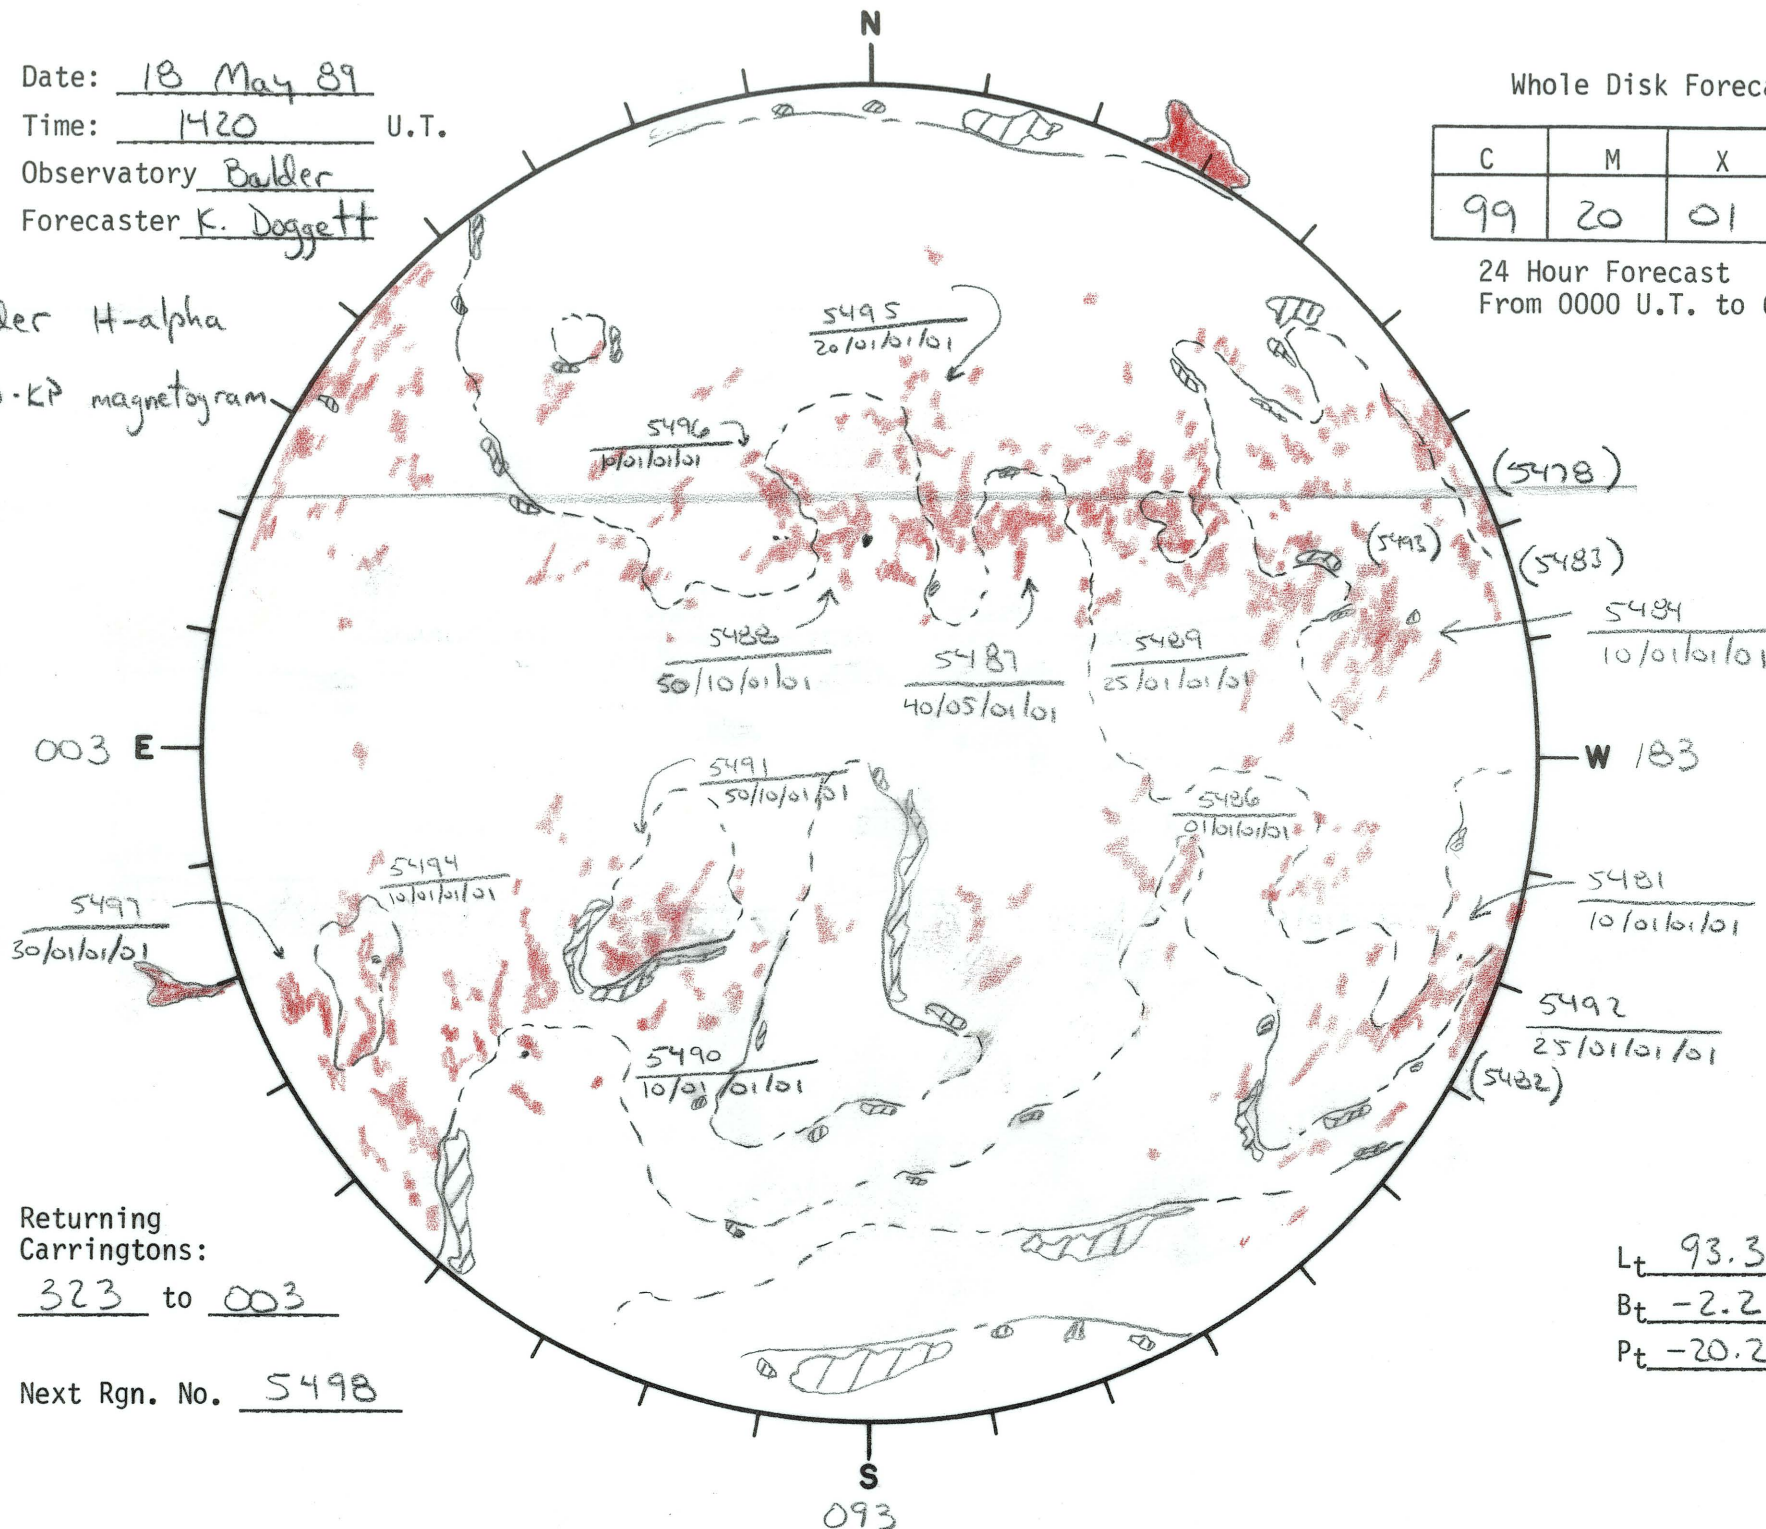 N
Date: 18 May 89
Time: 1420 U.T.
Observatory Boulder
Forecaster K. Doggett
Whole Disk Foreca
C M X
99 20 01
24 Hour Forecast
From 0000 U.T. to
ler H-alpha
KP magnetogram
5495
20/01/01/01
5496
10/01/01/01
(5478)
(5493)
(5483)
5484
10/01/01/01
5488
50/10/01/01
5487
40/05/01/01
5489
25/01/01/01
003 E
W 183
5491
50/10/01/01
5486
01/01/01/01
5494
10/01/01/01
5497
30/01/01/01
5481
10/01/01/01
5492
25/01/01/01
(5482)
5490
10/01/01/01
Returning
Carringtons:
323 to 003
Next Rgn. No. 5498
Lt 93.3
Bt -2.2
Pt -20.2
S
093